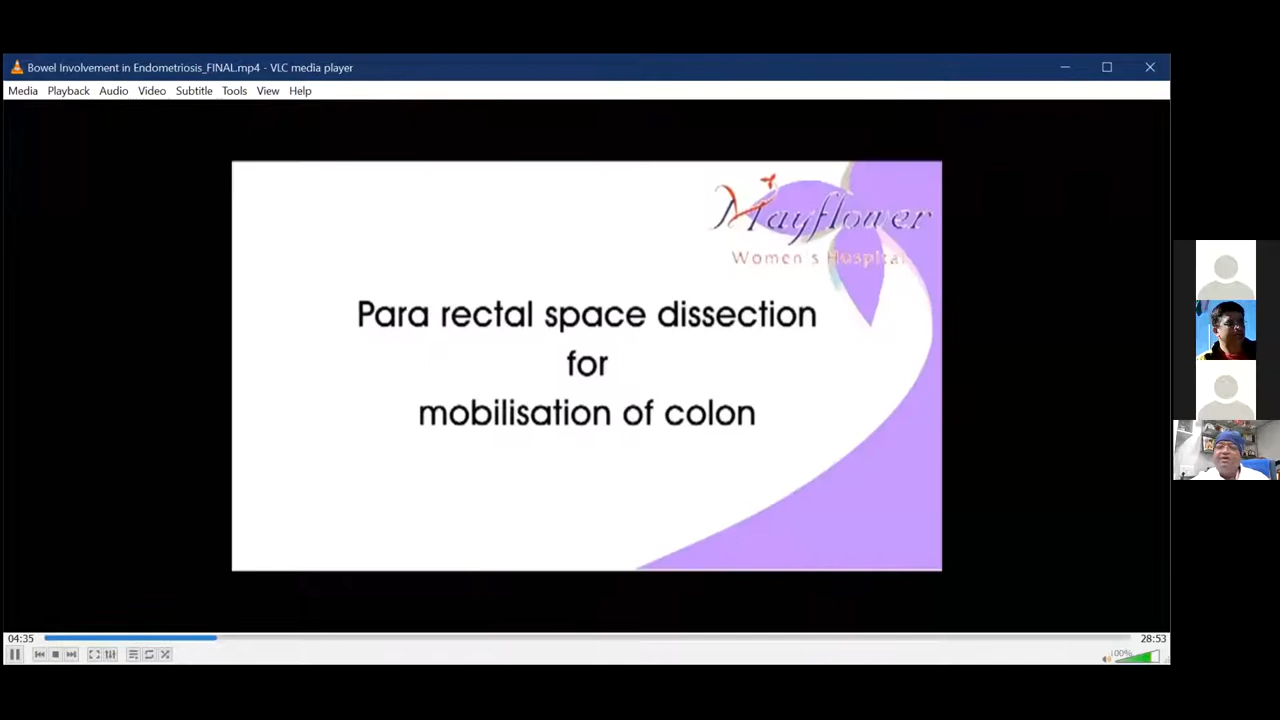 Bowel Involvement in Endometriosis_FINAL.mp4 - VLC media player
Media Playback Audio Video Subtitle Tools View Help
Mayflower
Women's Hospital
Para rectal space dissection
for
mobilisation of colon
04:35 28:53
100%